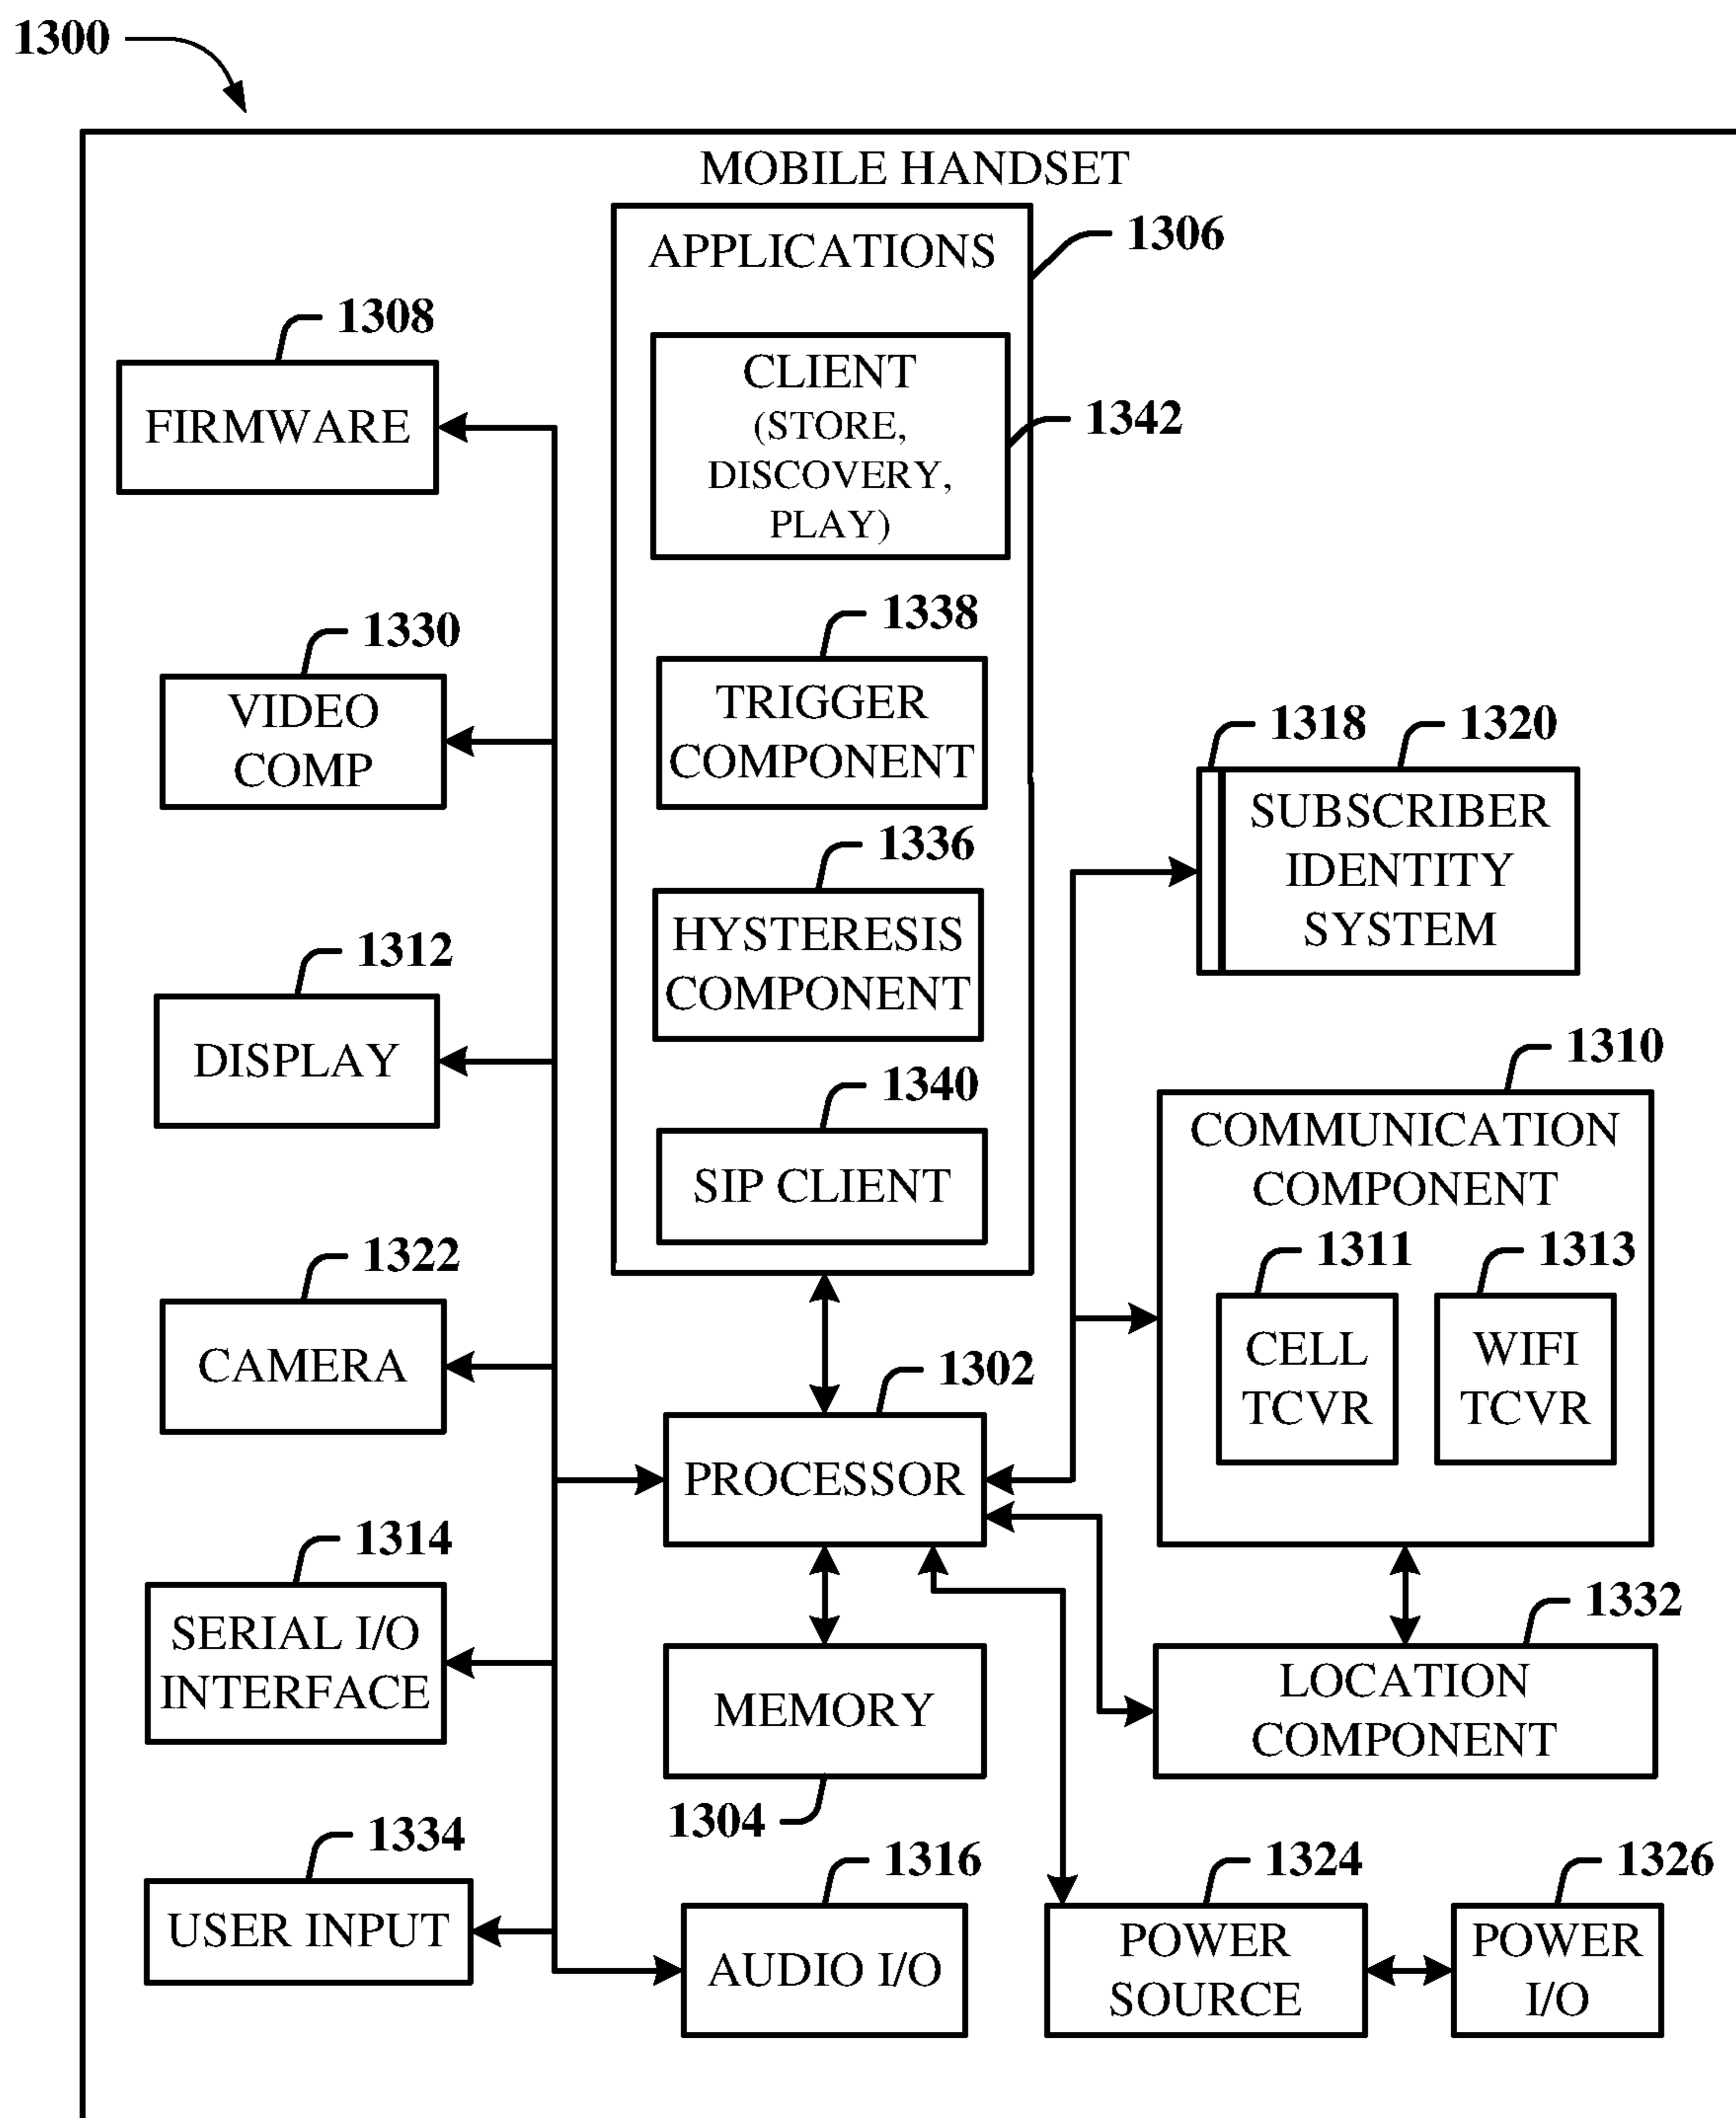 1300
MOBILE HANDSET
APPLICATIONS
1306
CLIENT
(STORE,
DISCOVERY,
PLAY)
1342
1308
FIRMWARE
1330
VIDEO
COMP
1338
TRIGGER
COMPONENT
1336
HYSTERESIS
COMPONENT
1318
1320
SUBSCRIBER
IDENTITY
SYSTEM
1312
DISPLAY
1340
SIP CLIENT
1310
COMMUNICATION
COMPONENT
1311
CELL
TCVR
1313
WIFI
TCVR
1322
CAMERA
1302
PROCESSOR
1314
SERIAL I/O
INTERFACE
MEMORY
1304
1332
LOCATION
COMPONENT
1334
USER INPUT
1316
AUDIO I/O
1324
POWER
SOURCE
1326
POWER
I/O